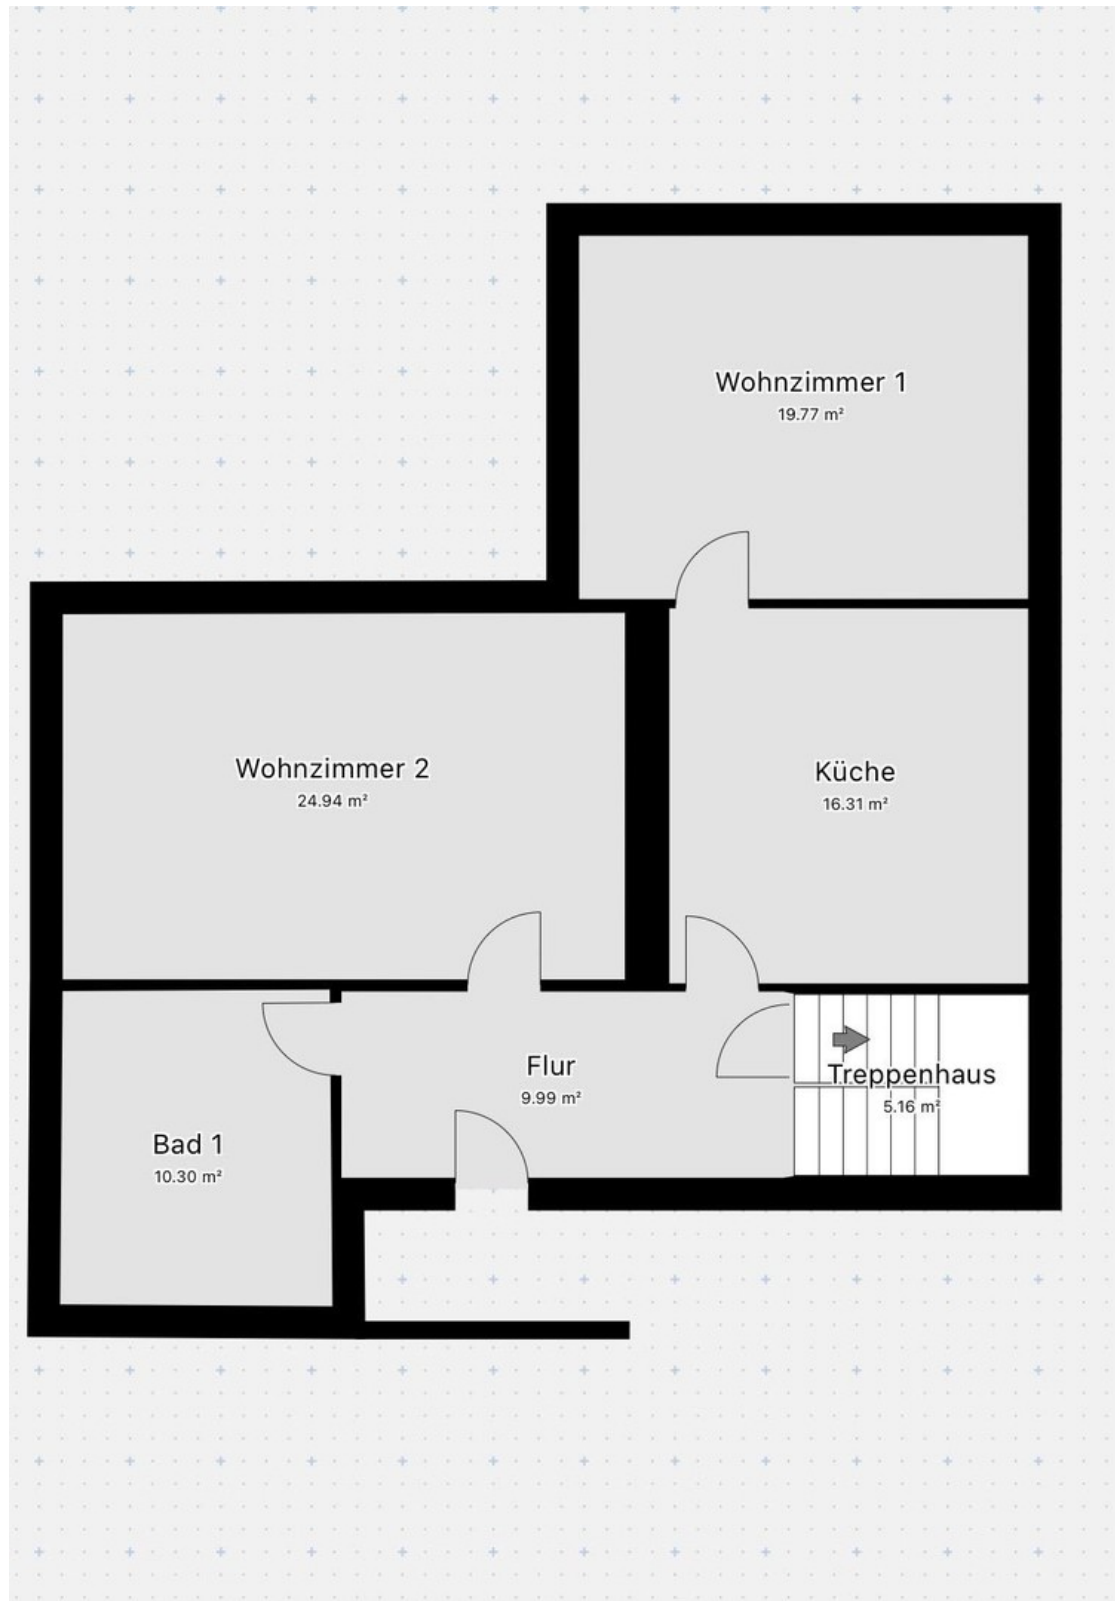 Wohnzimmer 1
19.77 m²
Wohnzimmer 2
24.94 m²
Küche
16.31 m²
Flur
9.99 m²
Treppenhaus
5.16 m²
Bad 1
10.30 m²